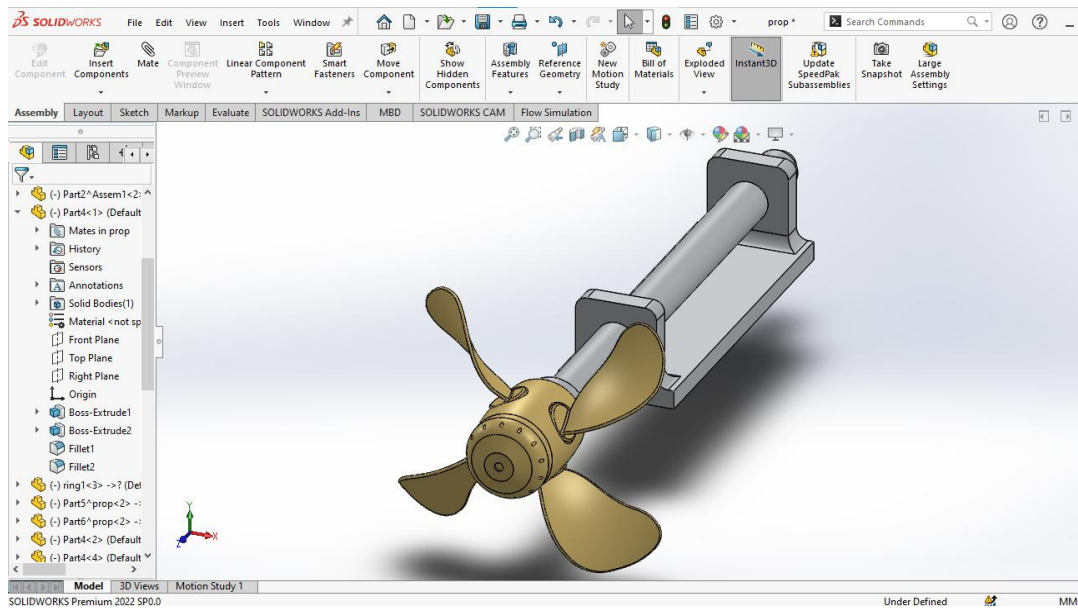 SOLIDWORKS File Edit View Insert Tools Window prop * Search Commands
Edit Component
Insert Components
Mate
Component Preview Window
Linear Component Pattern
Smart Fasteners
Move Component
Show Hidden Components
Assembly Features
Reference Geometry
New Motion Study
Bill of Materials
Exploded View
Instant3D
Update SpeedPak Subassemblies
Take Snapshot
Large Assembly Settings
Assembly Layout Sketch Markup Evaluate SOLIDWORKS Add-Ins MBD SOLIDWORKS CAM Flow Simulation
(-) Part2^Assem1<2>
(-) Part4<1> (Default
Mates in prop
History
Sensors
A Annotations
Solid Bodies(1)
Material <not sp
Front Plane
Top Plane
Right Plane
Origin
Boss-Extrude1
Boss-Extrude2
Fillet1
Fillet2
(-) ring1<3> ->? (Def
(-) Part5^prop<2> -
(-) Part6^prop<2> -
(-) Part4<2> (Default
(-) Part4<4> (Default
Y
X
Z
Model 3D Views Motion Study 1
SOLIDWORKS Premium 2022 SP0.0 Under Defined MM